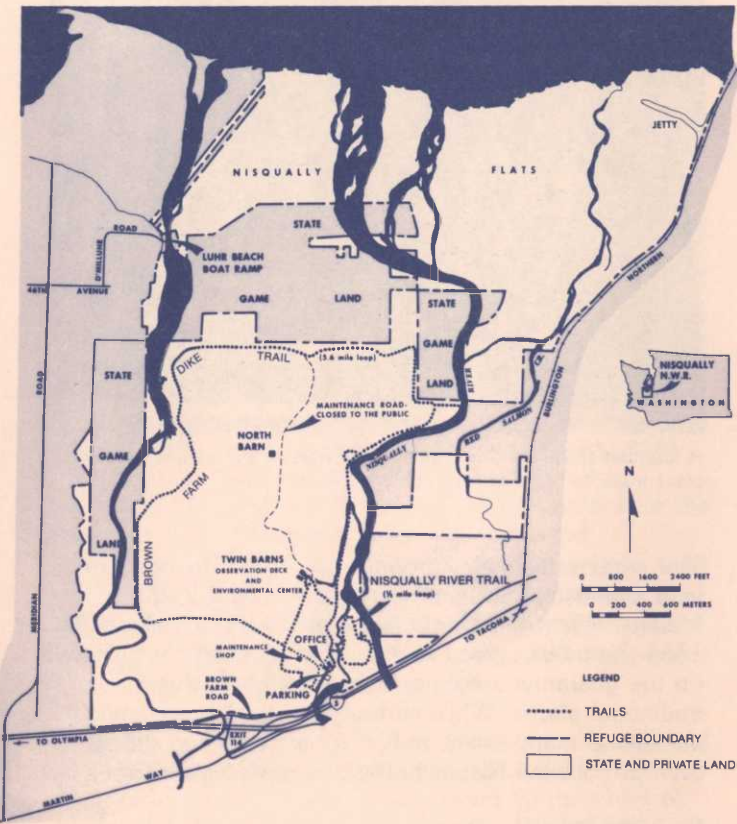 JETTY
NISQUALLY FLATS
STATE
ROAD
D'MILLUHE
LUHR BEACH
BOAT RAMP
46TH AVENUE
GAME LAND
STATE
GAME
LAND
RIVER
NORTHERN
BURLINGTON
NISQUALLY
N.W.R.
WASHINGTON
STATE
GAME
LAND
ROAD
MERIDIAN
DIKE TRAIL
(5.6 mile loop)
MAINTENANCE ROAD-
CLOSED TO THE PUBLIC
NORTH
BARN
FARM
BROWN
NISQUALLY
RED SALMON CR.
N
TWIN BARNS
OBSERVATION DECK
AND
ENVIRONMENTAL CENTER
NISQUALLY RIVER TRAIL
(½ mile loop)
0 800 1600 2400 FEET
0 200 400 600 METERS
TO TACOMA
OFFICE
MAINTENANCE
SHOP
PARKING
BROWN
FARM
ROAD
5
TO OLYMPIA
EXIT
114
MARTIN WAY
LEGEND
TRAILS
REFUGE BOUNDARY
STATE AND PRIVATE LAND